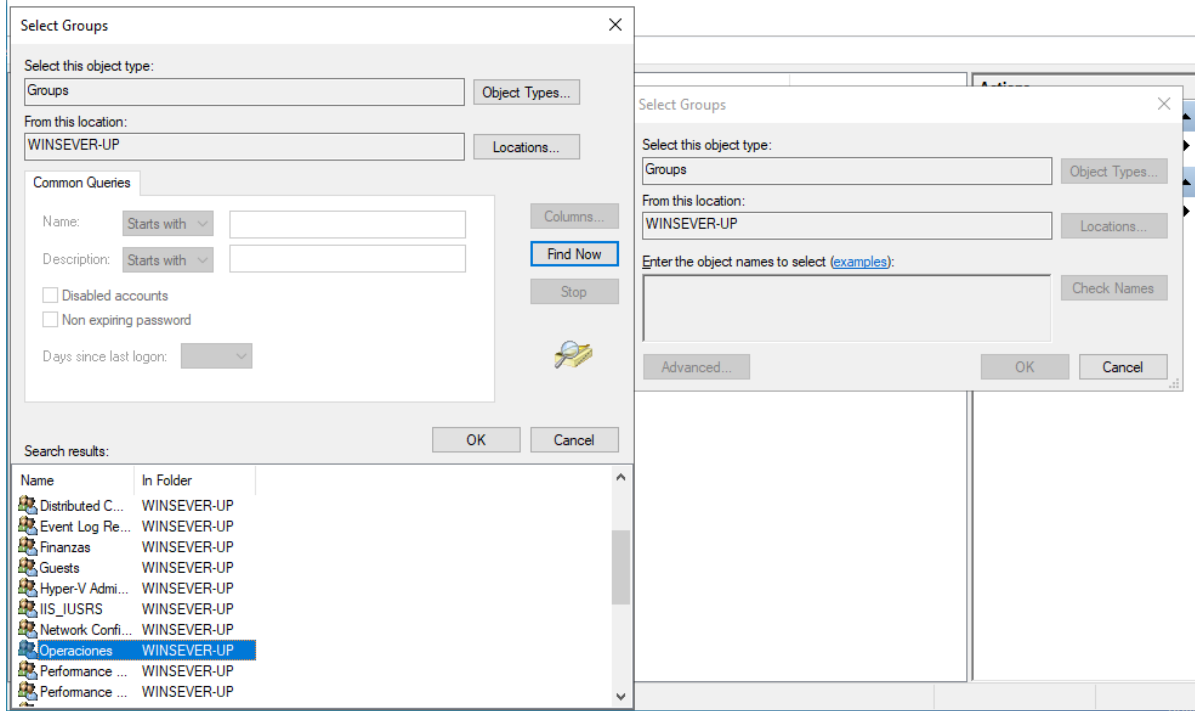 Select Groups
Select this object type:
Groups
Object Types...
From this location:
WINSEVER-UP
Locations...
Common Queries
Name:
Starts with
Columns...
Description:
Starts with
Find Now
Disabled accounts
Stop
Non expiring password
Days since last logon:
OK
Cancel
Search results:
Name In Folder
Distributed C... WINSEVER-UP
Event Log Re... WINSEVER-UP
Finanzas WINSEVER-UP
Guests WINSEVER-UP
Hyper-V Admi... WINSEVER-UP
IIS_IUSRS WINSEVER-UP
Network Confi... WINSEVER-UP
Operaciones WINSEVER-UP
Performance ... WINSEVER-UP
Performance ... WINSEVER-UP
Actions
Select Groups
Select this object type:
Groups
Object Types...
From this location:
WINSEVER-UP
Locations...
Enter the object names to select (examples):
Check Names
Advanced...
OK
Cancel